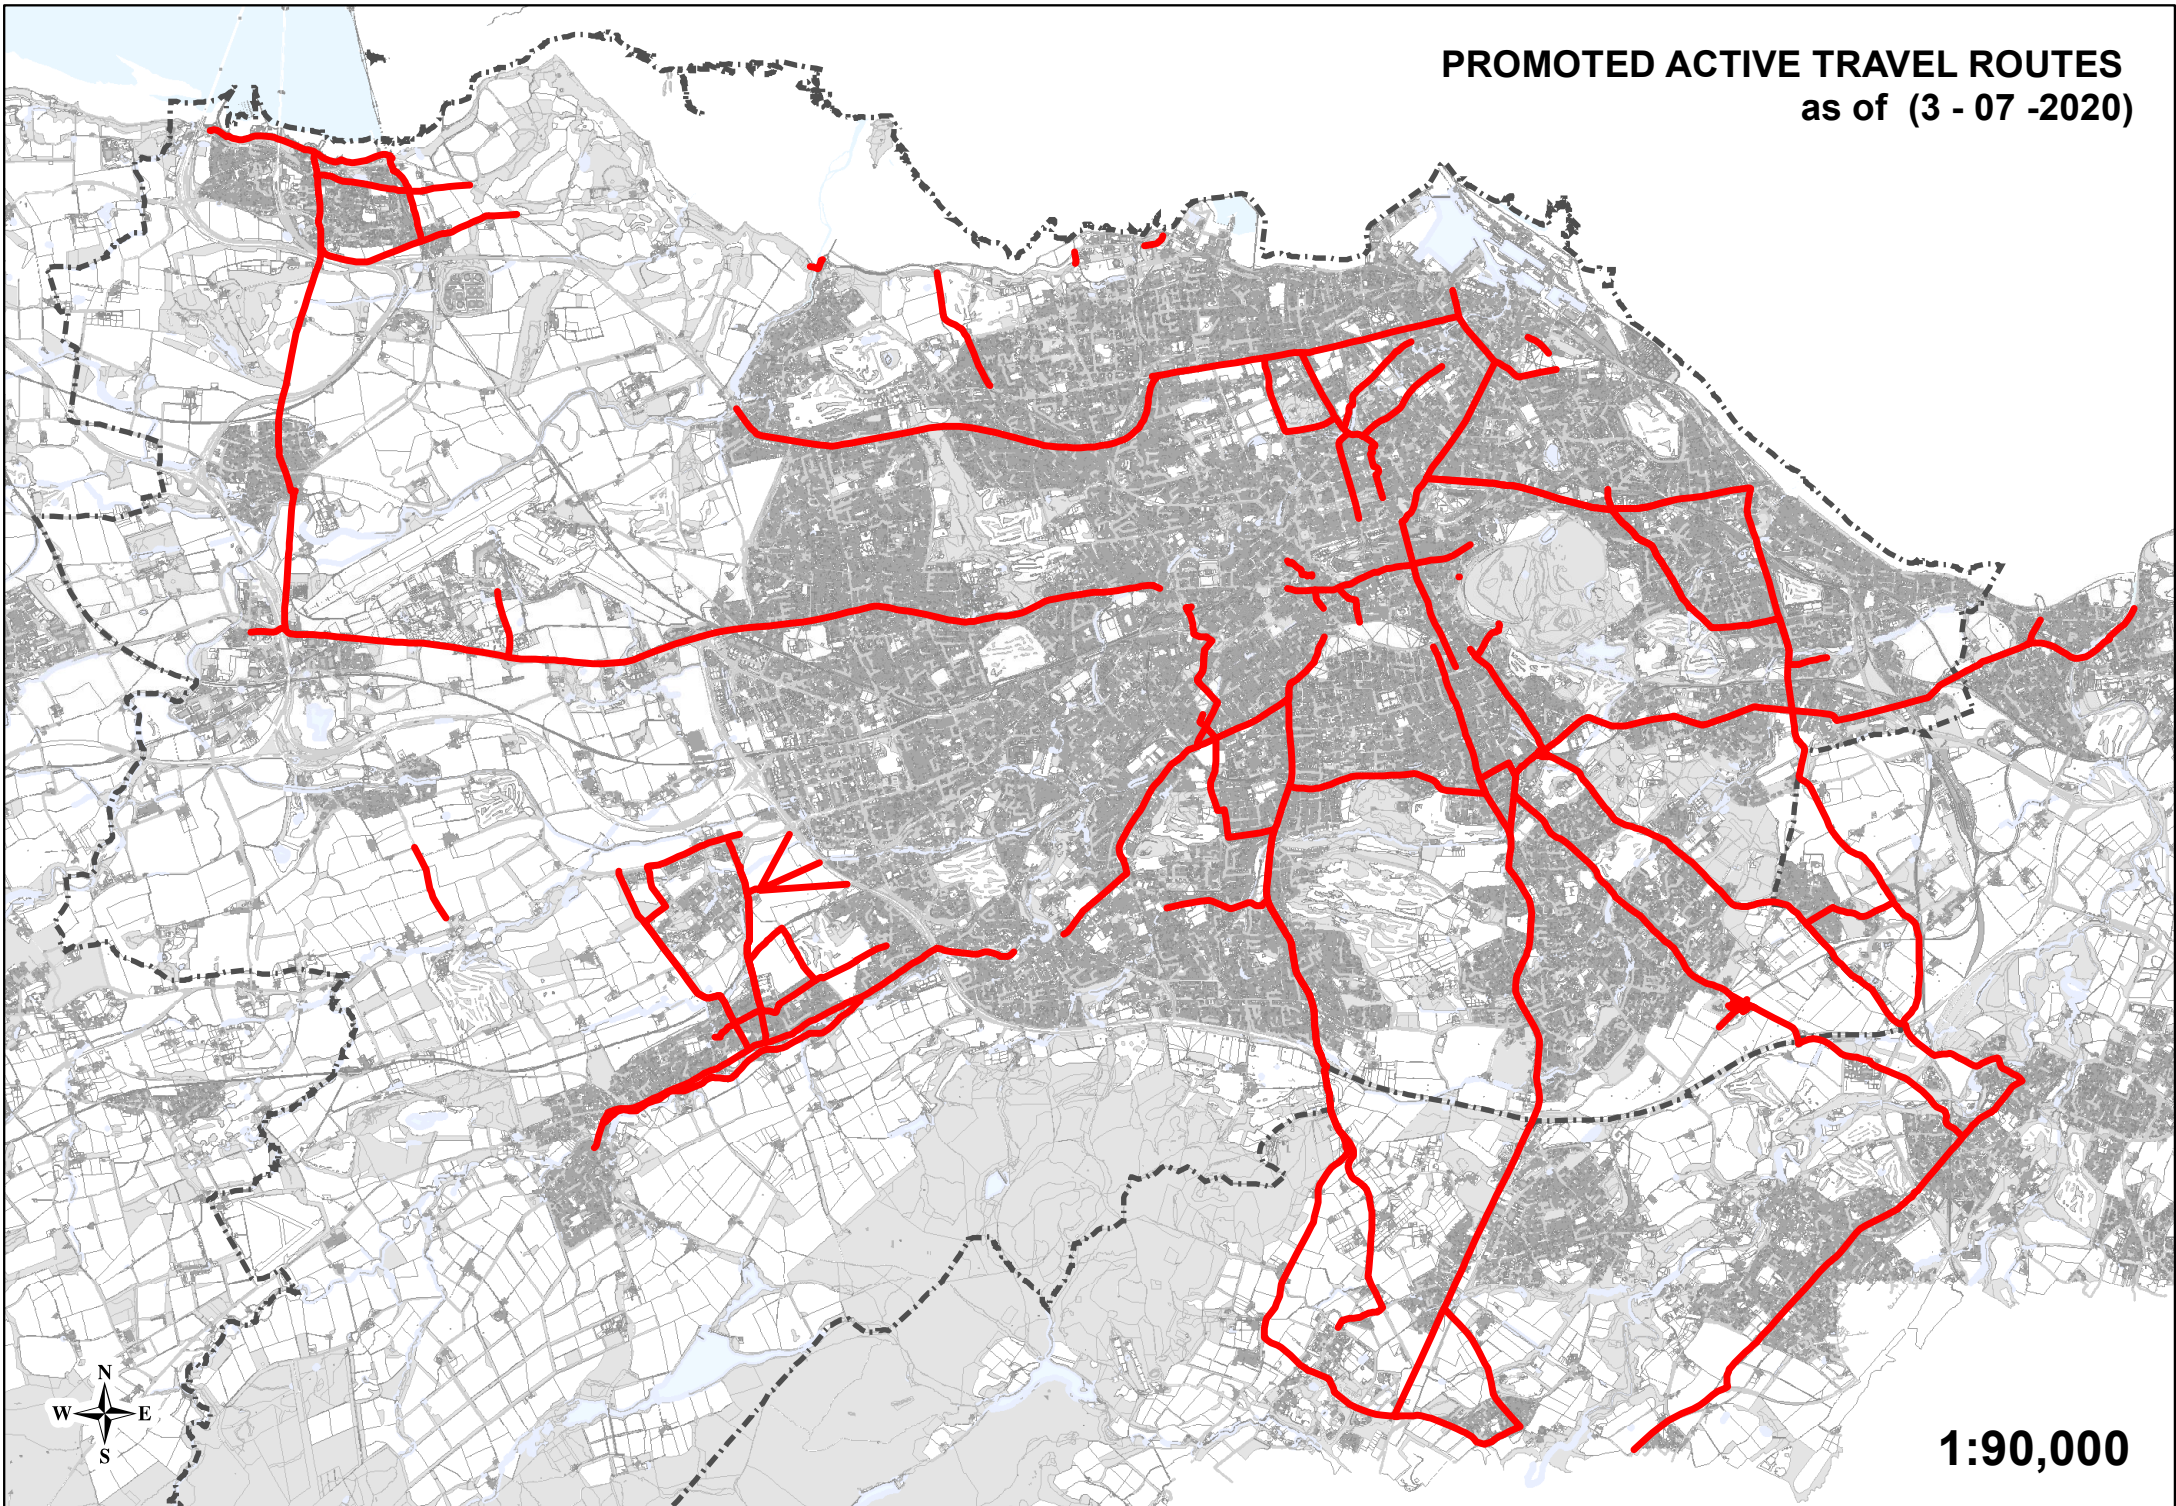 PROMOTED ACTIVE TRAVEL ROUTES
as of (3 - 07 -2020)
N
W E
S
1:90,000